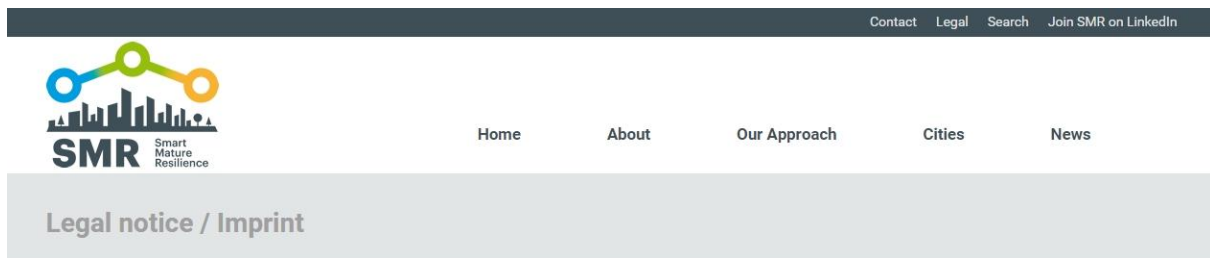 Contact Legal Search Join SMR on LinkedIn
SMR Smart
Mature
Resilience
Home About Our Approach Cities News
Legal notice / Imprint